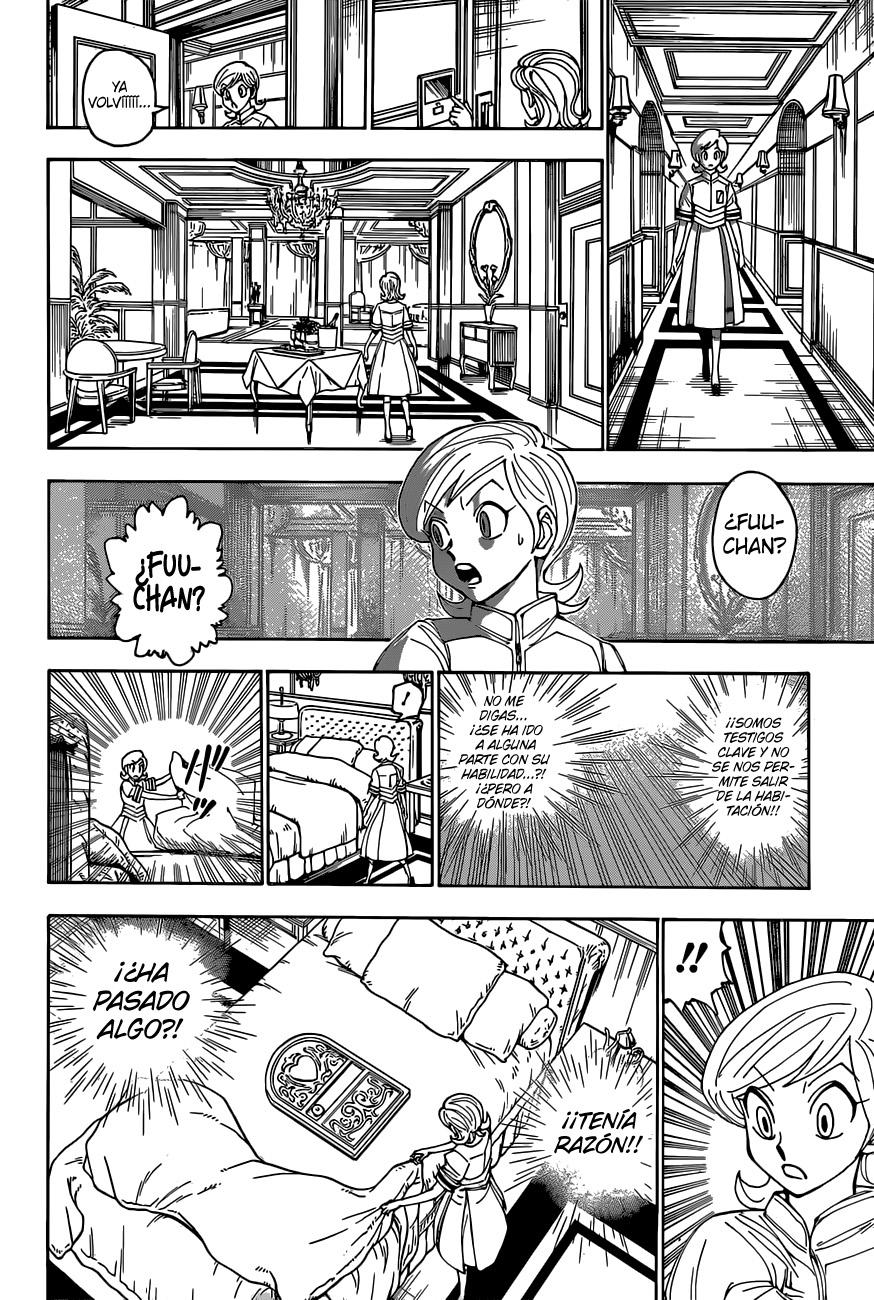 YA
VOLVÍÍÍÍÍ...
¿FUU-
CHAN?
¿FUU-
CHAN?
¡¡SOMOS
TESTIGOS
CLAVE Y NO
SE NOS PER-
MITE SALIR
DE LA HABI-
TACIÓN!!
NO ME
DIGAS...
¡¿SE HA IDO
A ALGUNA
PARTE CON SU
HABILIDAD...?!
¡¿PERO A
DÓNDE?!
!
!!
¡¡TENÍA
RAZÓN!!
¡¿HA
PASADO
ALGO?!